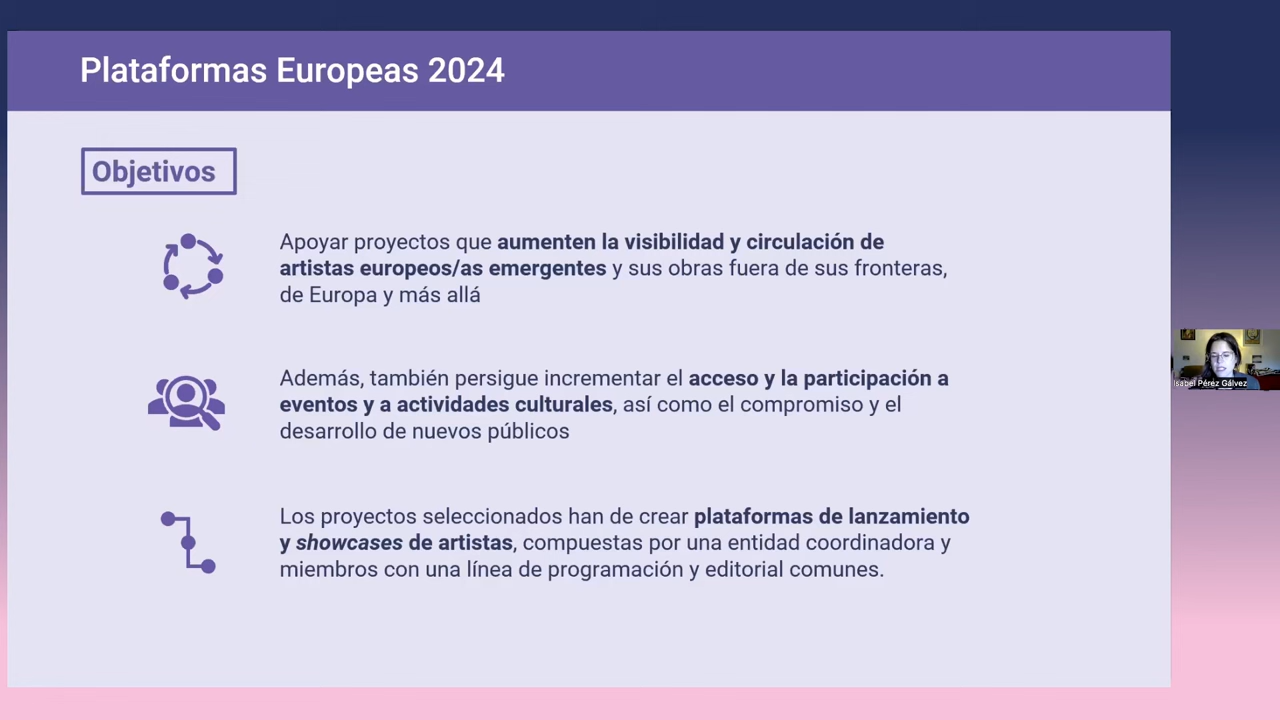 Plataformas Europeas 2024
Objetivos
Apoyar proyectos que aumenten la visibilidad y circulación de
artistas europeos/as emergentes y sus obras fuera de sus fronteras,
de Europa y más allá
Además, también persigue incrementar el acceso y la participación a
eventos y a actividades culturales, así como el compromiso y el
desarrollo de nuevos públicos
Los proyectos seleccionados han de crear plataformas de lanzamiento
y showcases de artistas, compuestas por una entidad coordinadora y
miembros con una línea de programación y editorial comunes.
Isabel Pérez Gálvez